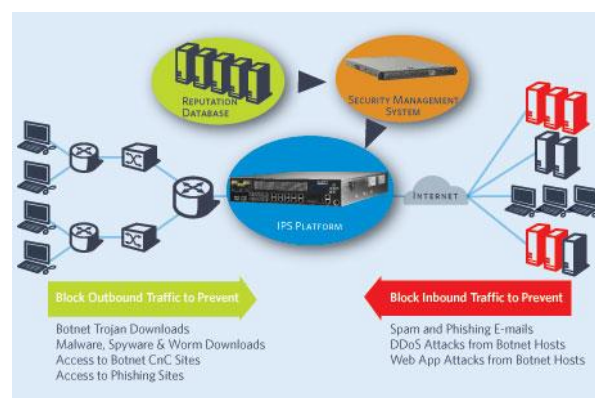 REPUTATION
DATABASE
SECURITY MANAGEMENT
SYSTEM
IPS PLATFORM
INTERNET
Block Outbound Traffic to Prevent
Botnet Trojan Downloads
Malware, Spyware & Worm Downloads
Access to Botnet CnC Sites
Access to Phishing Sites
Block Inbound Traffic to Prevent
Spam and Phishing E-mails
DDoS Attacks from Botnet Hosts
Web App Attacks from Botnet Hosts